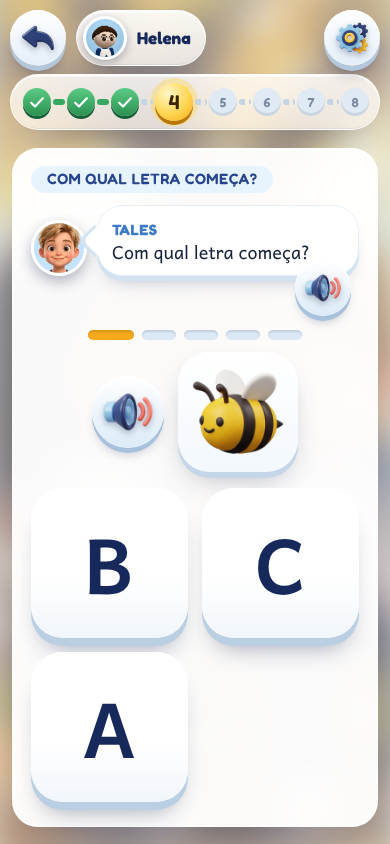 Helena
4 5 6 7 8
COM QUAL LETRA COMEÇA?
TALES
Com qual letra começa?
B C
A